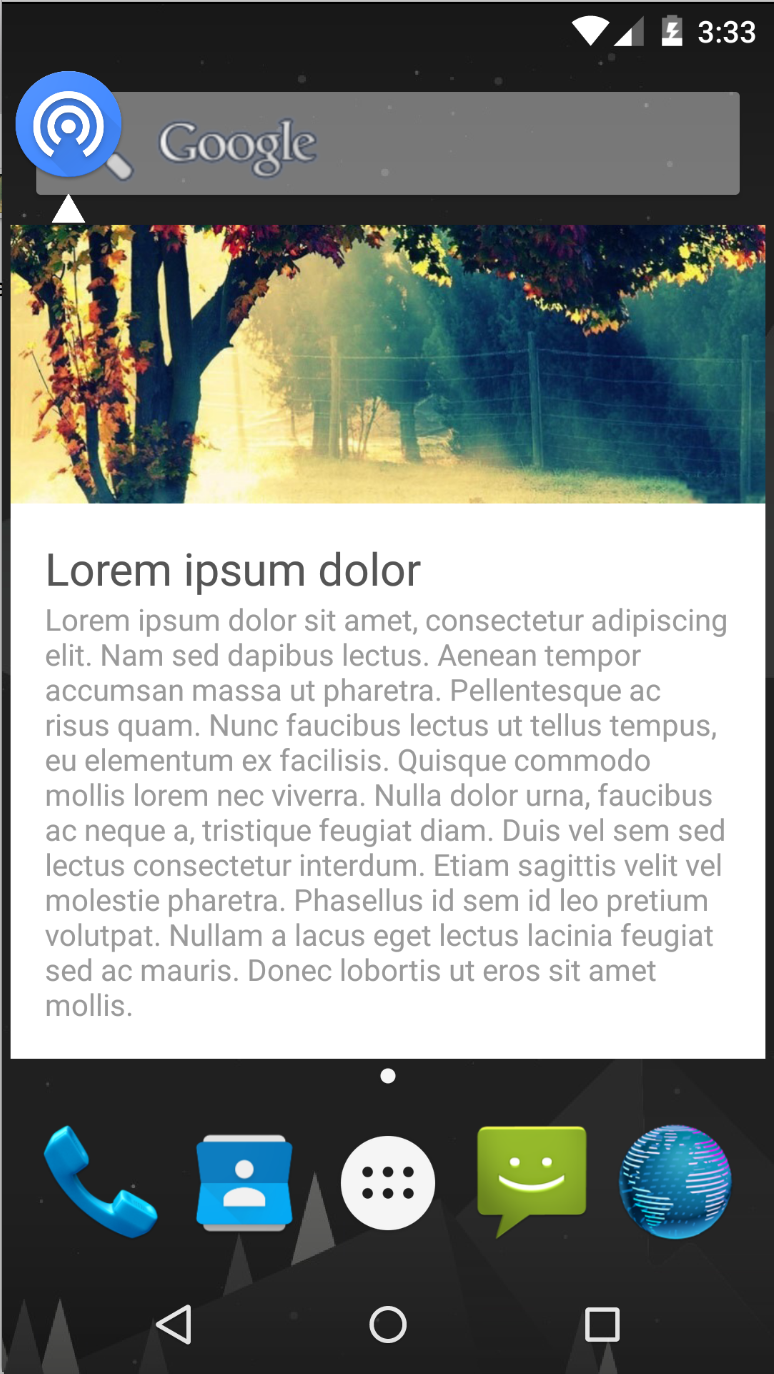 3:33
Google
Lorem ipsum dolor
Lorem ipsum dolor sit amet, consectetur adipiscing
elit. Nam sed dapibus lectus. Aenean tempor
accumsan massa ut pharetra. Pellentesque ac
risus quam. Nunc faucibus lectus ut tellus tempus,
eu elementum ex facilisis. Quisque commodo
mollis lorem nec viverra. Nulla dolor urna, faucibus
ac neque a, tristique feugiat diam. Duis vel sem sed
lectus consectetur interdum. Etiam sagittis velit vel
molestie pharetra. Phasellus id sem id leo pretium
volutpat. Nullam a lacus eget lectus lacinia feugiat
sed ac mauris. Donec lobortis ut eros sit amet
mollis.